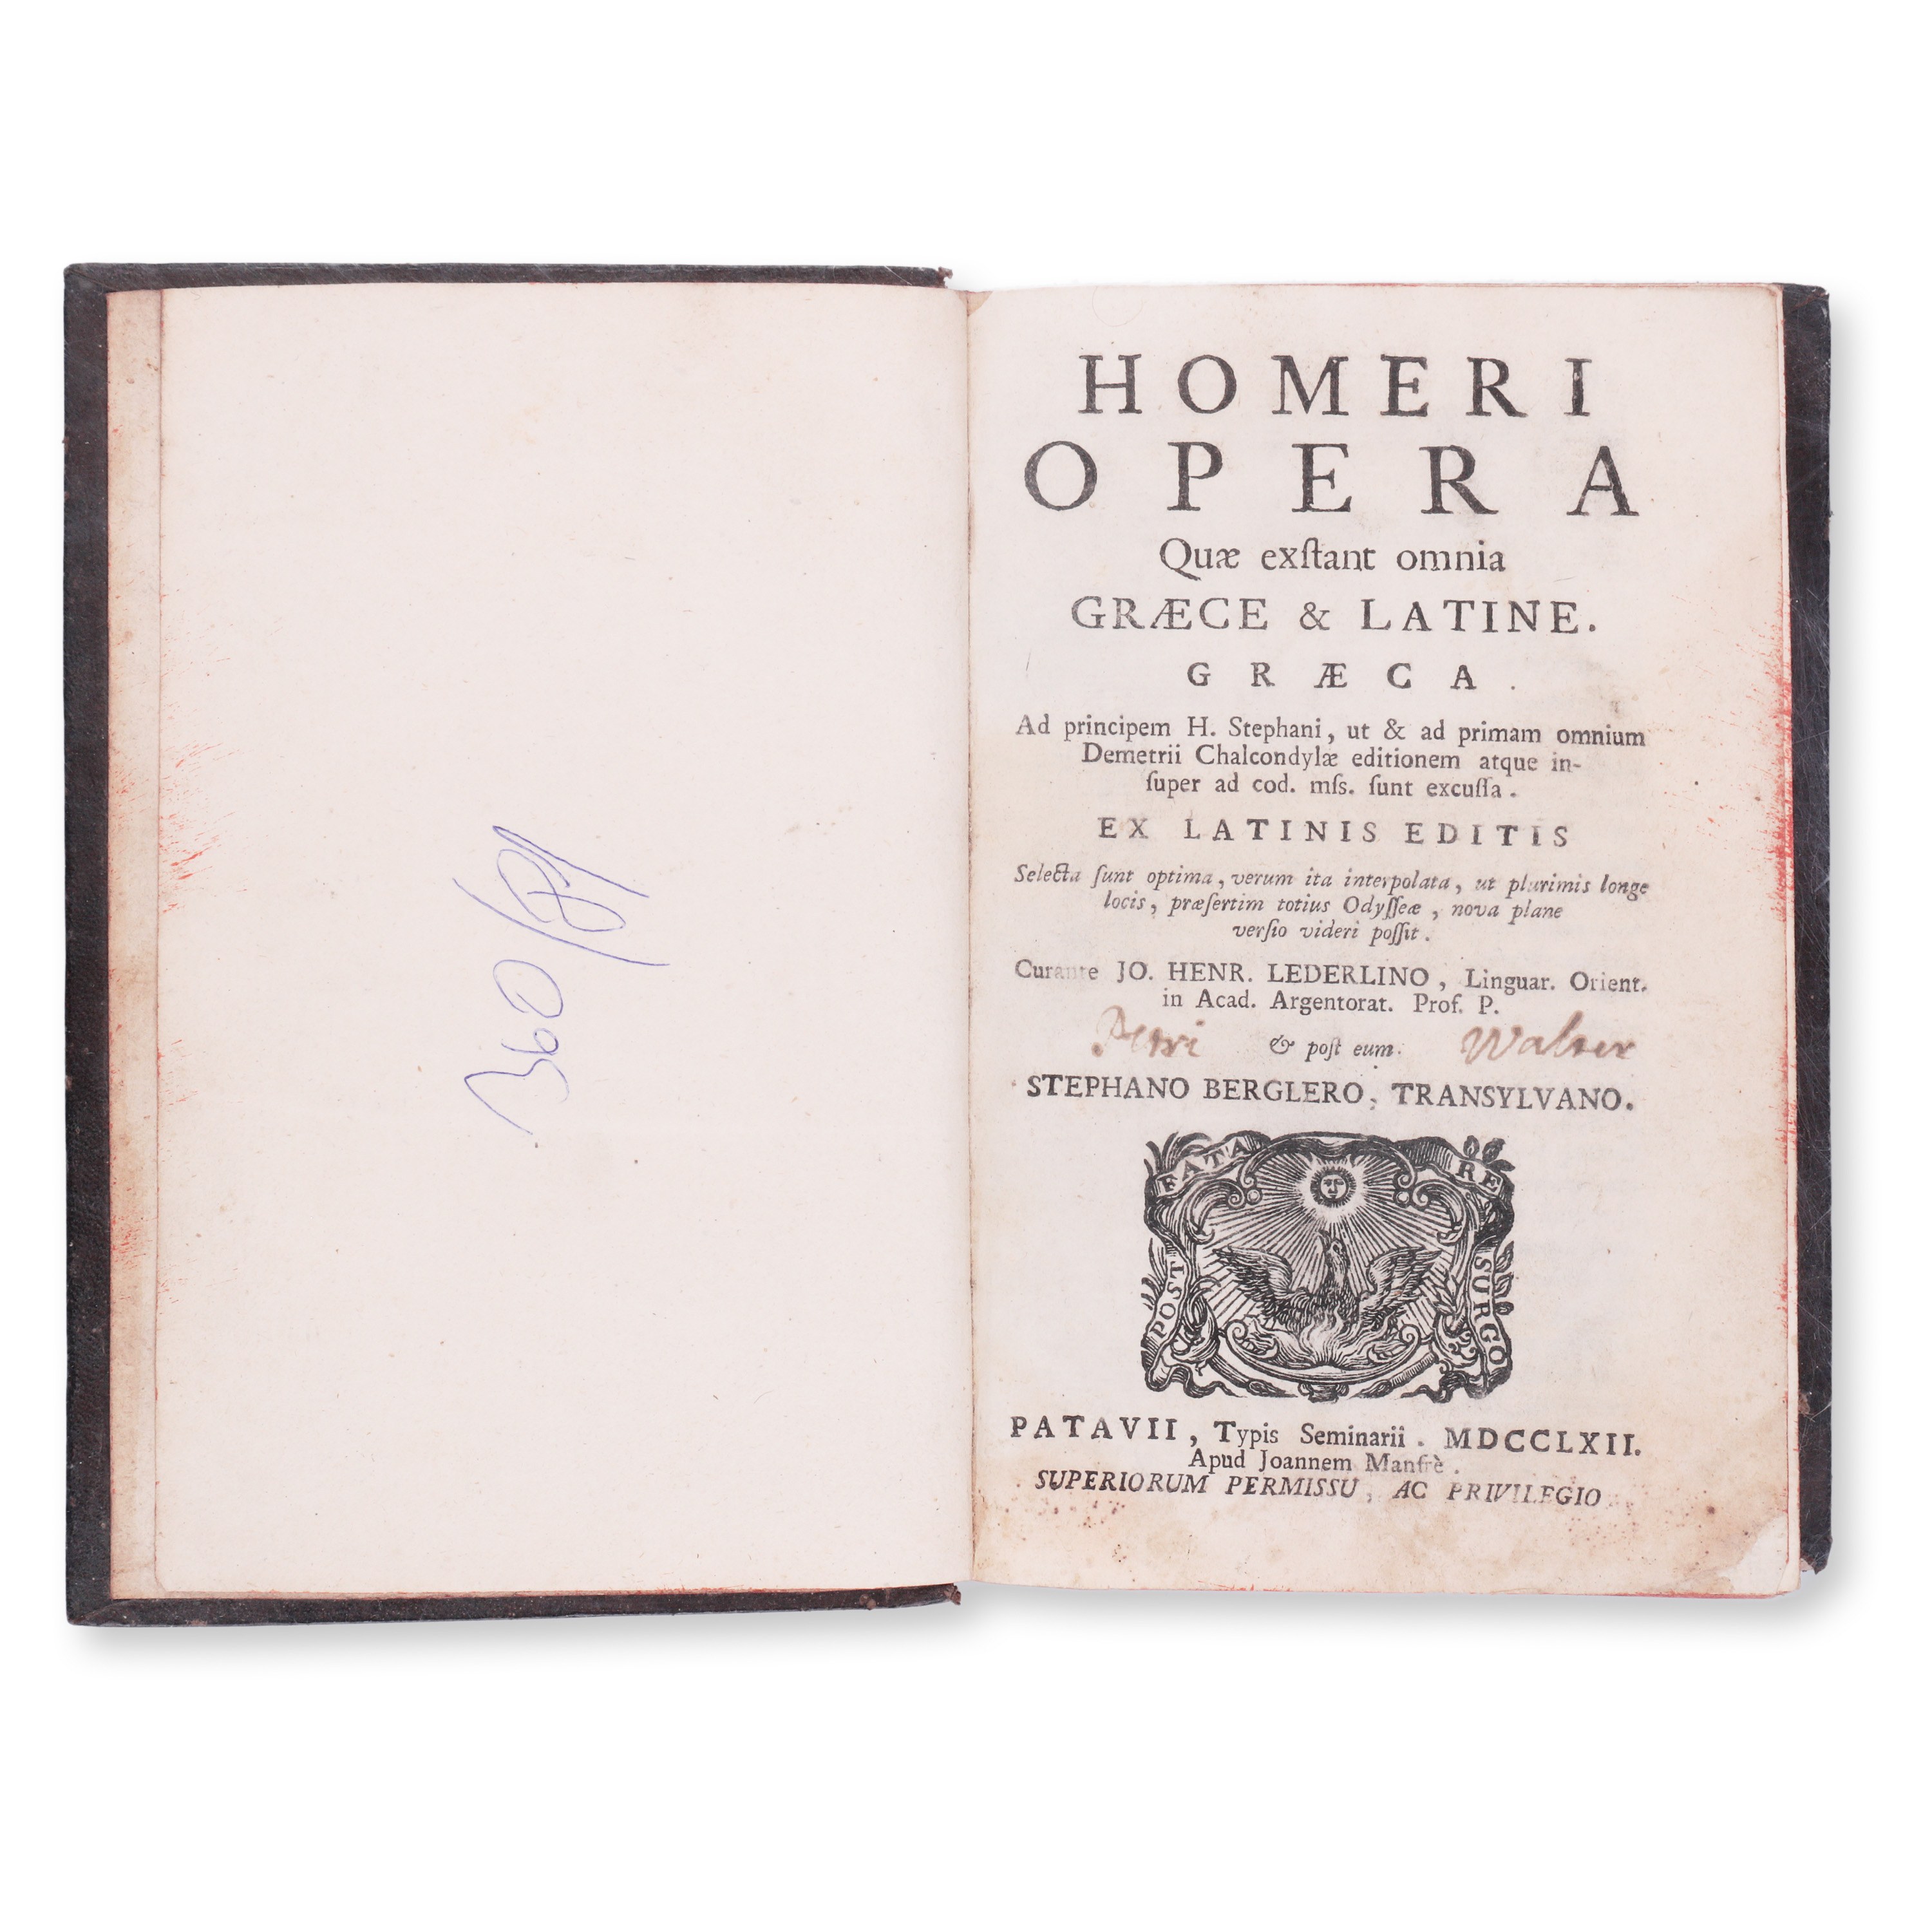 HOMERI
OPERA
Quæ exſtant omnia
GRÆCE & LATINE.
GRÆCA.
Ad principem H. Stephani, ut & ad primam omnium
Demetrii Chalcondylæ editionem atque in-
ſuper ad cod. mſs. ſunt excuſſa.
EX LATINIS EDITIS
Selecta ſunt optima, verum ita interpolata, ut plurimis longe
locis, præſertim totius Odyſſeæ, nova plane
verſio videri poſſit.
Curante JO. HENR. LEDERLINO, Linguar. Orient.
in Acad. Argentorat. Prof. P.
& poſt eum.
STEPHANO BERGLERO, TRANSYLVANO.
POST FATA RESURGO
PATAVII, Typis Seminarii. MDCCLXII.
Apud Joannem Manfrè.
SUPERIORUM PERMISSU, AC PRIVILEGIO